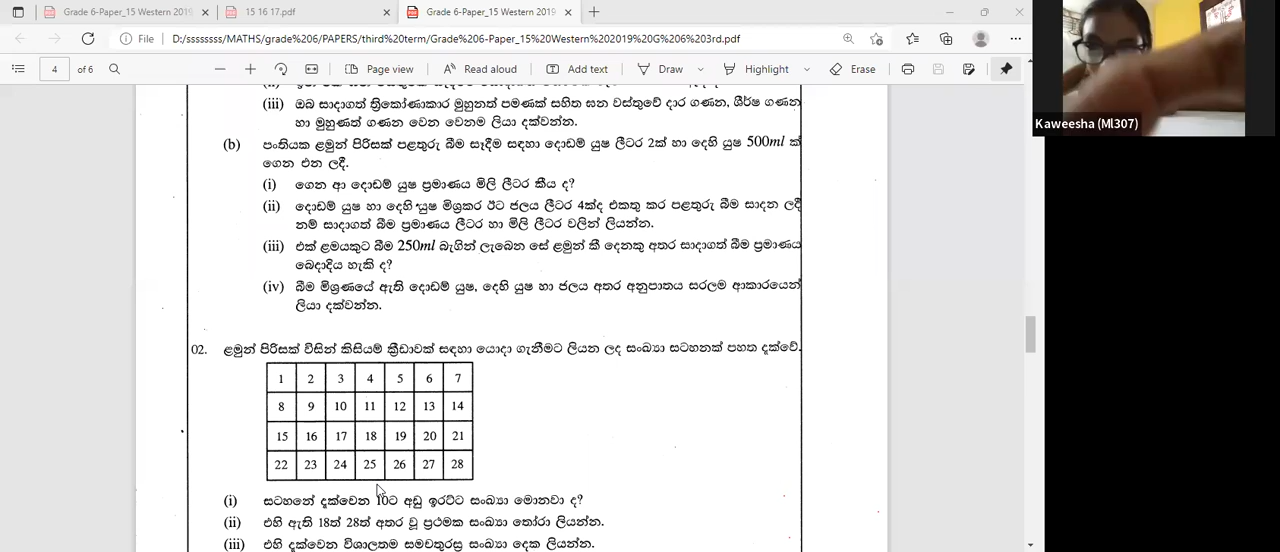 Grade 6-Paper_15 Western 2019
15 16 17.pdf
Grade 6-Paper_15 Western 2019
File D:/ssssssss/MATHS/grade%206/PAPERS/third%20term/Grade%206-Paper_15%20Western%202019%20G%206%203rd.pdf
4 of 6 Page view Read aloud Add text Draw Highlight Erase
Kaweesha (Ml307)
(iii) ඔබ සාදාගත් ත්‍රිකෝණාකාර මුහුනත් පමණක් සහිත ඝන වස්තුවේ දාර ගණන, ශීර්ෂ ගණන
හා මුහුණත් ගණන වෙන වෙනම ලියා දක්වන්න.
(b) පංතියක ළමුන් පිරිසක් පළතුරු බීම සෑදීම සඳහා දොඩම් යුෂ ලීටර 2ක් හා දෙහි යුෂ 500ml ක්
ගෙන එන ලදී.
(i) ගෙන ආ දොඩම් යුෂ ප්‍රමාණය මිලි ලීටර කීය ද?
(ii) දොඩම් යුෂ හා දෙහි යුෂ මිශ්‍රකර ඊට ජලය ලීටර 4ක්ද එකතු කර පළතුරු බීම සාදන ලදී
නම් සාදාගත් බීම ප්‍රමාණය ලීටර හා මිලි ලීටර වලින් ලියන්න.
(iii) එක් ළමයකුට බීම 250ml බැගින් ලැබෙන සේ ළමුන් කී දෙනකු අතර සාදාගත් බීම ප්‍රමාණය
බෙදාදිය හැකි ද?
(iv) බීම මිශ්‍රණයේ ඇති දොඩම් යුෂ, දෙහි යුෂ හා ජලය අතර අනුපාතය සරලම ආකාරයෙන්
ලියා දක්වන්න.
02. ළමුන් පිරිසක් විසින් කිසියම් ක්‍රීඩාවක් සඳහා යොදා ගැනීමට ලියන ලද සංඛ්‍යා සටහනක් පහත දැක්වේ.
1 2 3 4 5 6 7
8 9 10 11 12 13 14
15 16 17 18 19 20 21
22 23 24 25 26 27 28
(i) සටහනේ දැක්වෙන 10ට අඩු ඉරට්ට සංඛ්‍යා මොනවා ද?
(ii) එහි ඇති 18ත් 28ත් අතර වූ ප්‍රථමක සංඛ්‍යා තෝරා ලියන්න.
(iii) එහි දැක්වෙන විශාලතම සමචතුරස්‍ර සංඛ්‍යා දෙක ලියන්න.